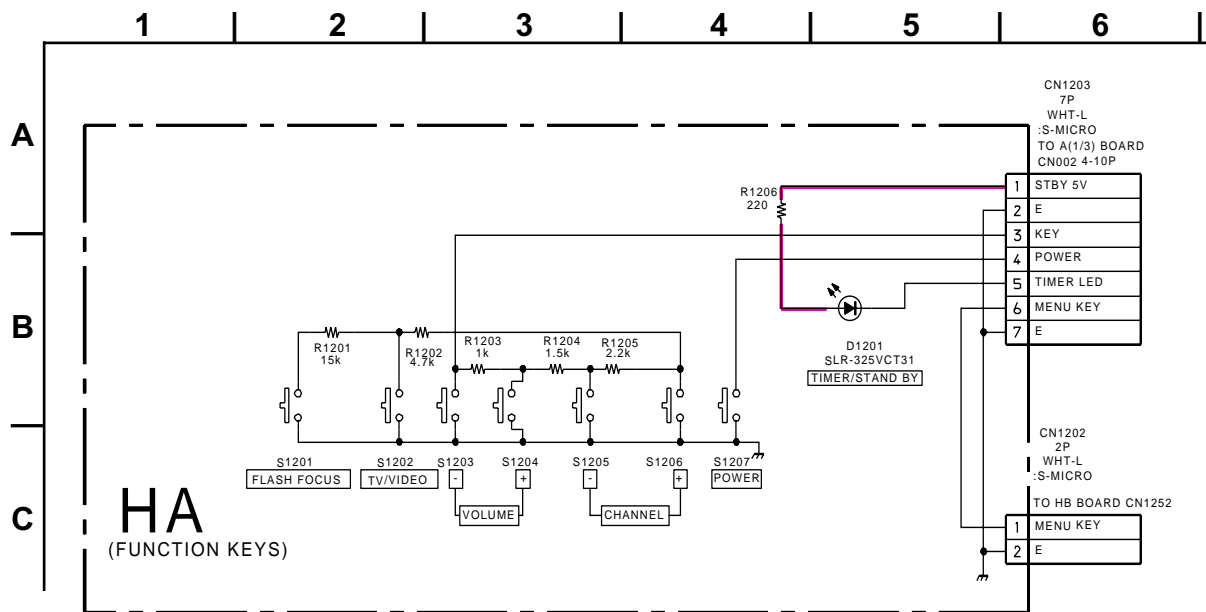 1 2 3 4 5 6
A
B
C
CN1203
7P
WHT-L
:S-MICRO
TO A(1/3) BOARD
CN002 4-10P
1 STBY 5V
2 E
3 KEY
4 POWER
5 TIMER LED
6 MENU KEY
7 E
R1206
220
D1201
SLR-325VCT31
TIMER/STAND BY
R1201
15k
R1202
4.7k
R1203
1k
R1204
1.5k
R1205
2.2k
S1201
FLASH FOCUS
S1202
TV/VIDEO
S1203
-
S1204
+
VOLUME
S1205
-
S1206
+
CHANNEL
S1207
POWER
CN1202
2P
WHT-L
:S-MICRO
TO HB BOARD CN1252
1 MENU KEY
2 E
HA
(FUNCTION KEYS)